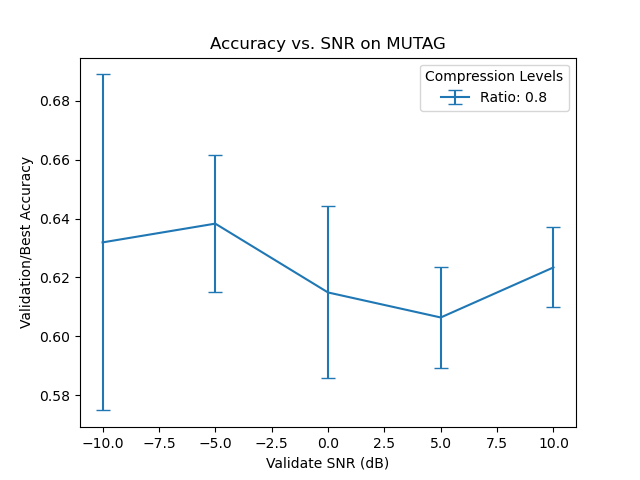 Accuracy vs. SNR on MUTAG
Compression Levels
Ratio: 0.8
Validation/Best Accuracy
0.68
0.66
0.64
0.62
0.60
0.58
−10.0 −7.5 −5.0 −2.5 0.0 2.5 5.0 7.5 10.0
Validate SNR (dB)